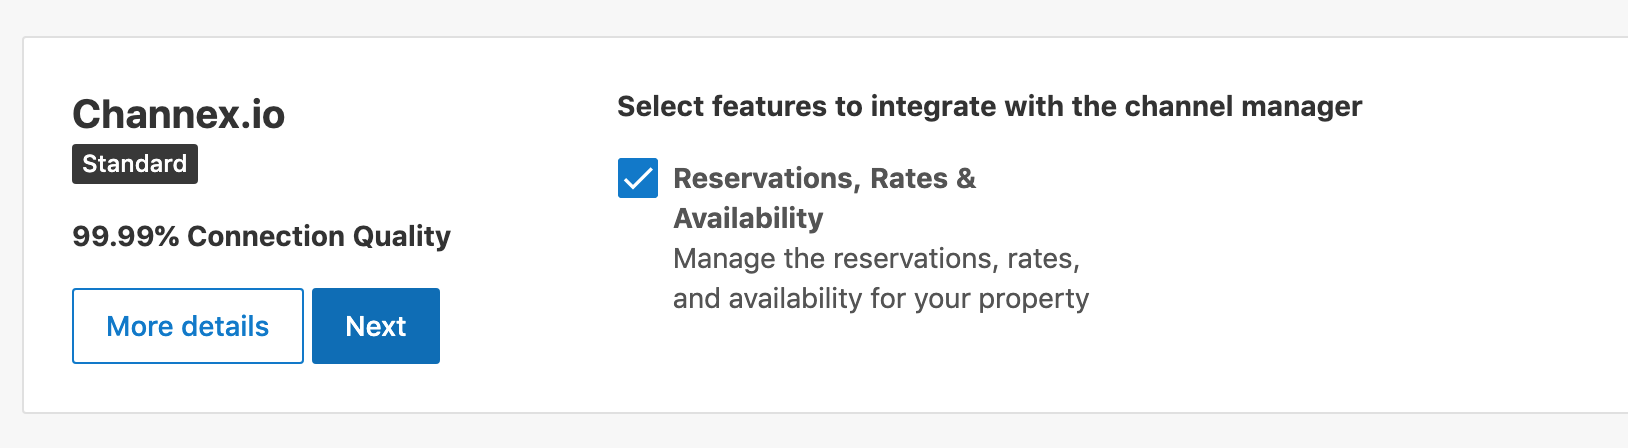 Channex.io
Standard
99.99% Connection Quality
More details
Next
Select features to integrate with the channel manager
Reservations, Rates &
Availability
Manage the reservations, rates,
and availability for your property